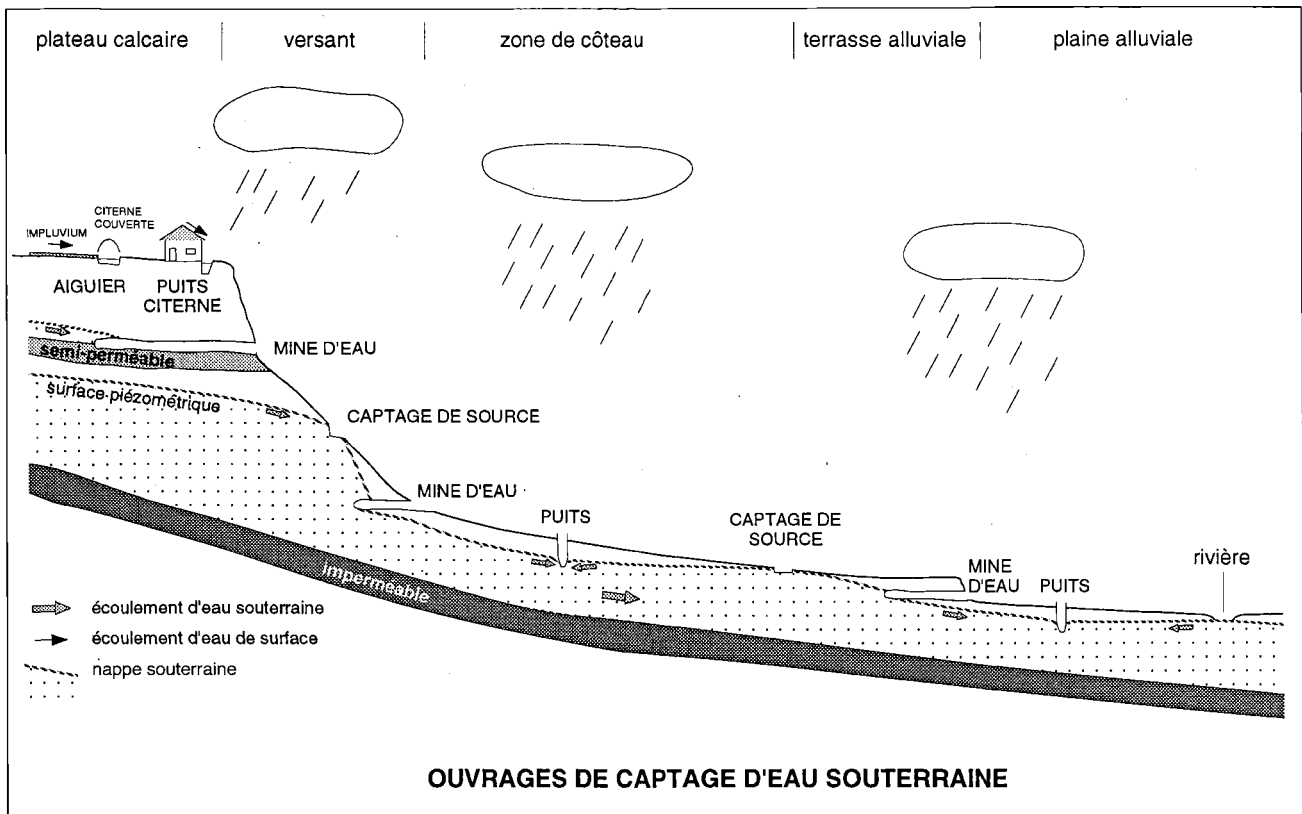 plateau calcaire
versant
zone de côteau
terrasse alluviale
plaine alluviale
CITERNE
COUVERTE
IMPLUVIUM
AIGUIER
PUITS
CITERNE
MINE D'EAU
semi-perméable
surface-piézométrique
CAPTAGE DE SOURCE
MINE D'EAU
PUITS
CAPTAGE DE
SOURCE
MINE
D'EAU
PUITS
rivière
imperméable
écoulement d'eau souterraine
écoulement d'eau de surface
nappe souterraine
OUVRAGES DE CAPTAGE D'EAU SOUTERRAINE